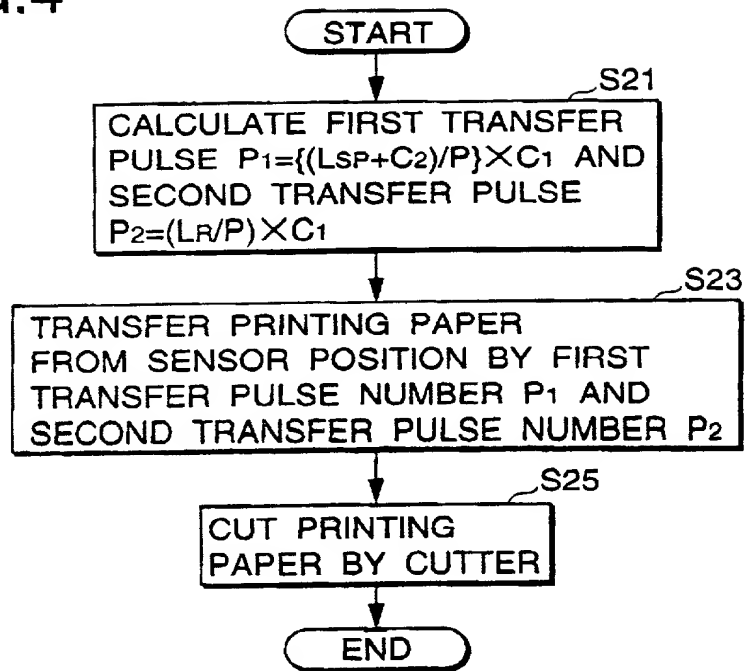 START
S21
CALCULATE FIRST TRANSFER
PULSE P1={(LSP+C2)/P}×C1 AND
SECOND TRANSFER PULSE
P2=(LR/P)×C1
S23
TRANSFER PRINTING PAPER
FROM SENSOR POSITION BY FIRST
TRANSFER PULSE NUMBER P1 AND
SECOND TRANSFER PULSE NUMBER P2
S25
CUT PRINTING
PAPER BY CUTTER
END